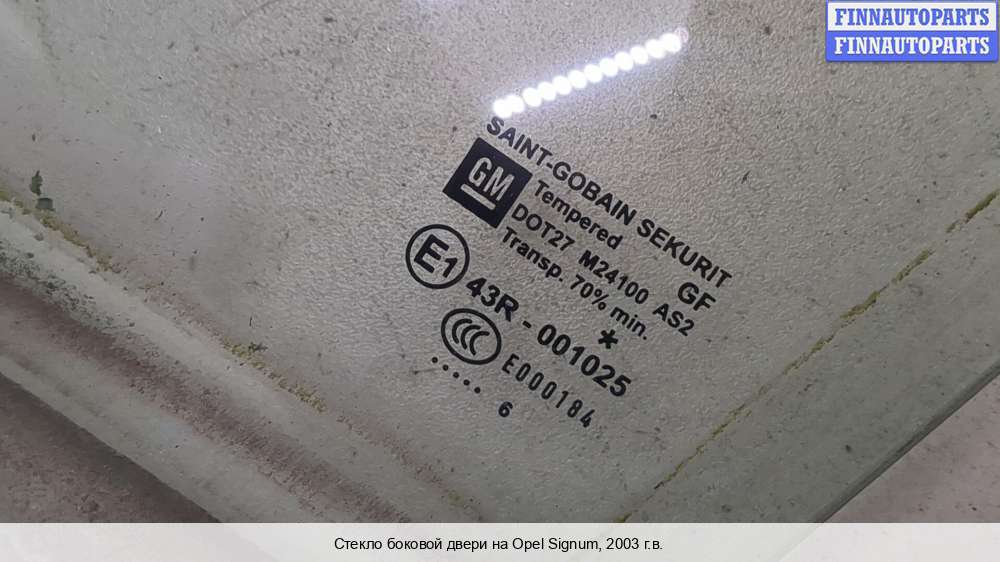 FINNAUTOPARTS
FINNAUTOPARTS
SAINT-GOBAIN SEKURIT
GM
Tempered GF
DOT27 M24100 AS2
Transp. 70% min.
E1
43R - 001025
CCC
E000184
..... 6
Стекло боковой двери на Opel Signum, 2003 г.в.